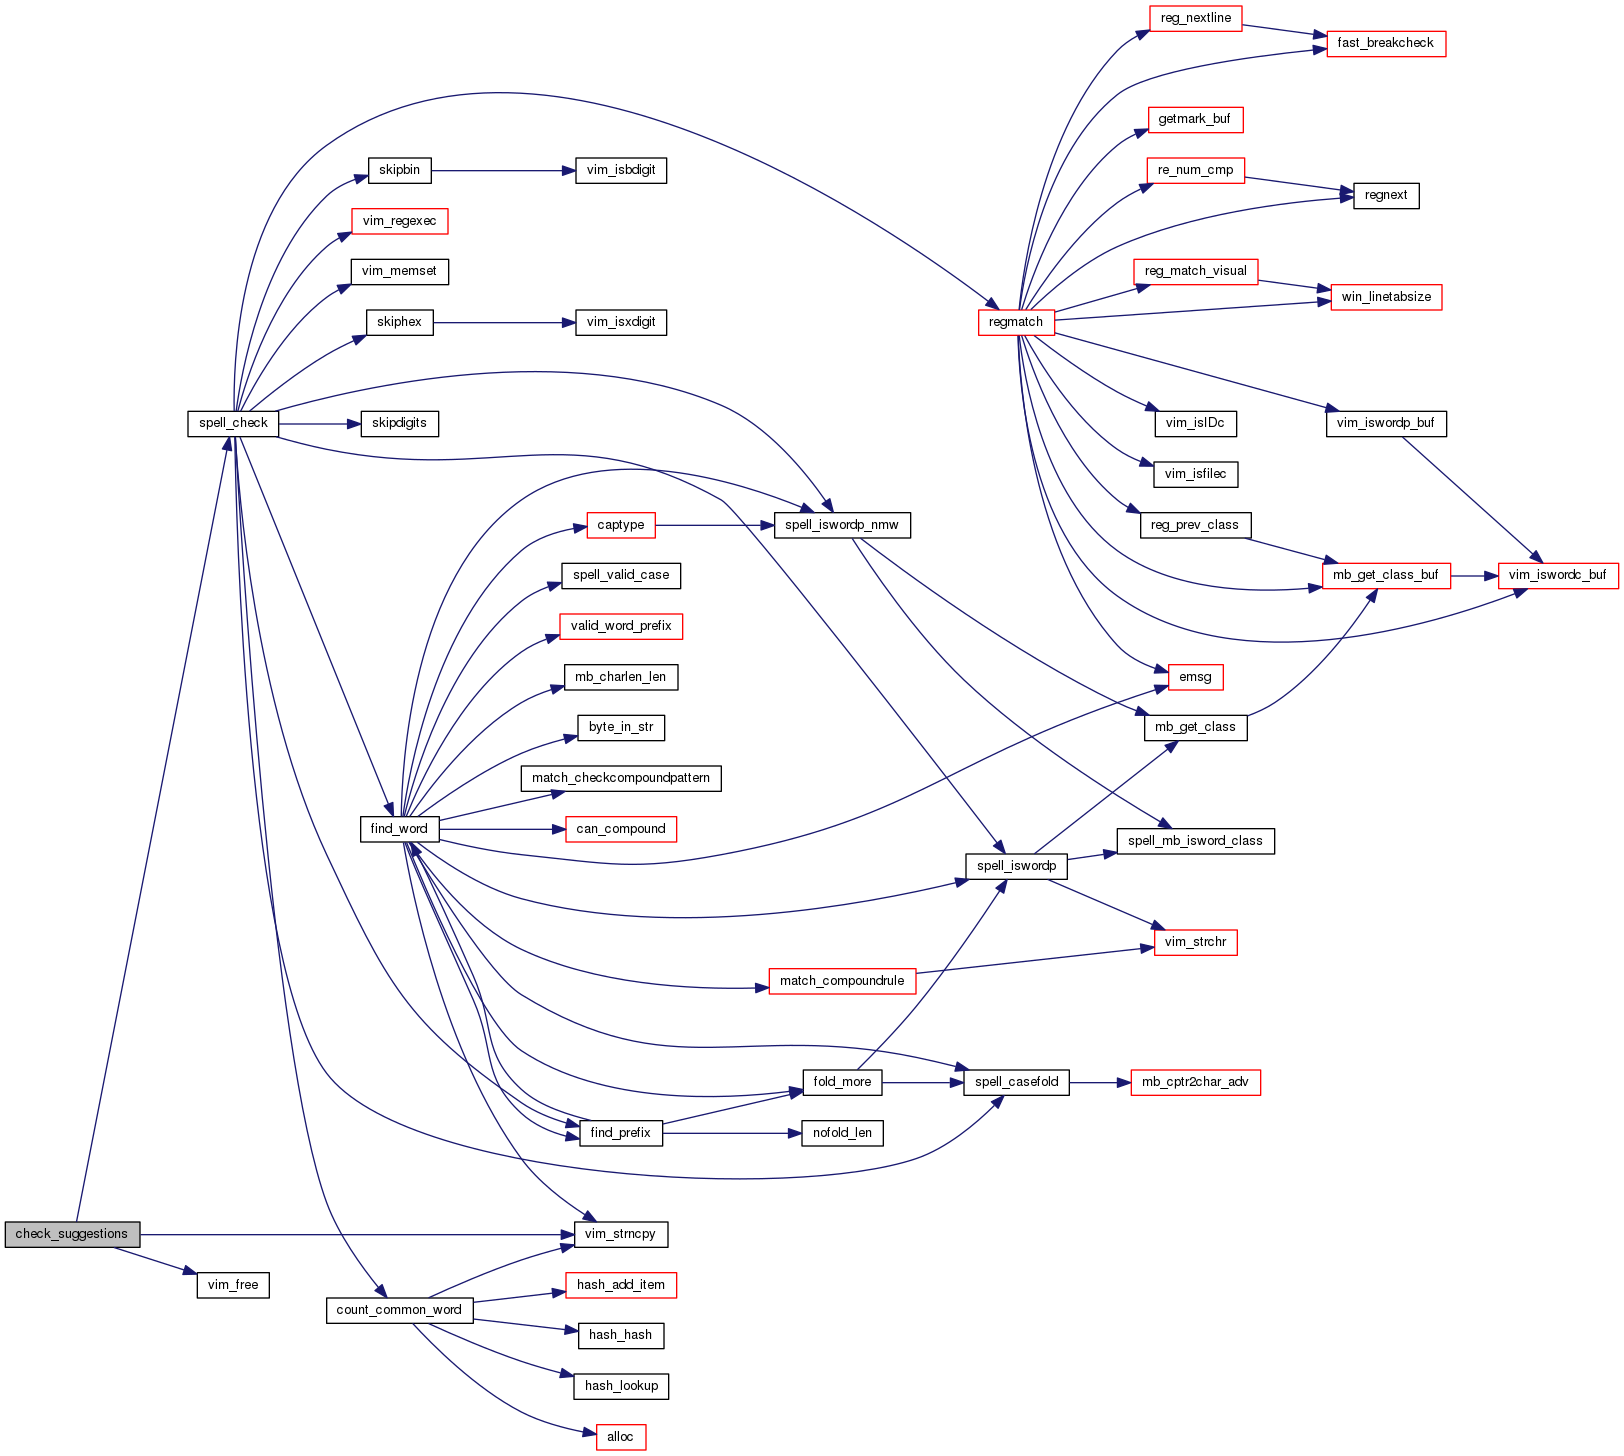 reg_nextline
fast_breakcheck
getmark_buf
skipbin
vim_isbdigit
re_num_cmp
regnext
vim_regexec
vim_memset
reg_match_visual
win_linetabsize
skiphex
vim_isxdigit
regmatch
spell_check
skipdigits
vim_isIDc
vim_iswordp_buf
vim_isfilec
captype
spell_iswordp_nmw
reg_prev_class
spell_valid_case
mb_get_class_buf
vim_iswordc_buf
valid_word_prefix
mb_charlen_len
emsg
byte_in_str
mb_get_class
match_checkcompoundpattern
find_word
can_compound
spell_mb_isword_class
spell_iswordp
vim_strchr
match_compoundrule
fold_more
spell_casefold
mb_cptr2char_adv
find_prefix
nofold_len
check_suggestions
vim_strncpy
vim_free
hash_add_item
count_common_word
hash_hash
hash_lookup
alloc